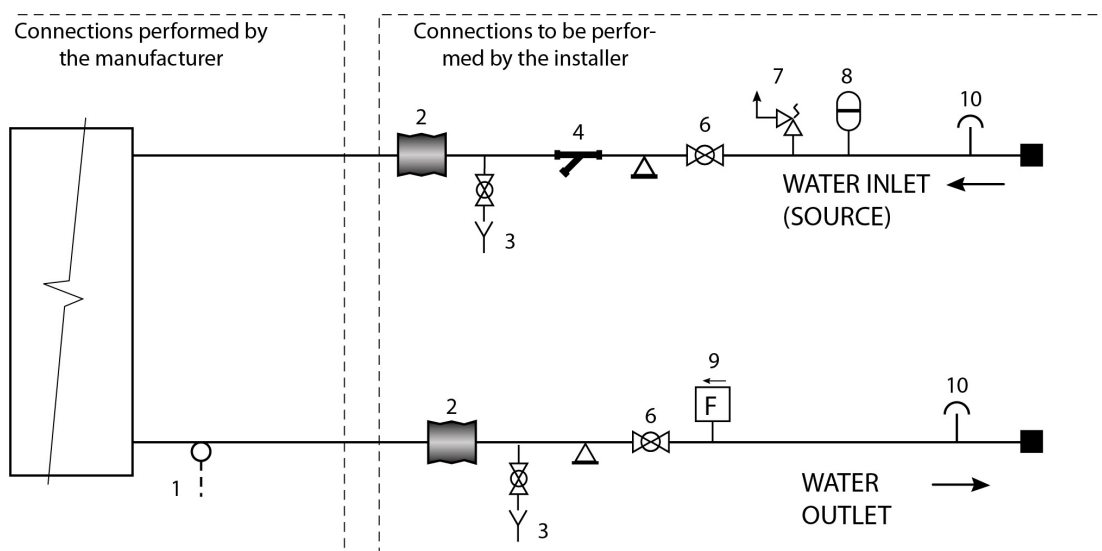 Connections performed by
the manufacturer
Connections to be perfor-
med by the installer
2
4
6
7
8
10
3
WATER INLET
(SOURCE)
1
2
3
6
9
F
10
WATER
OUTLET